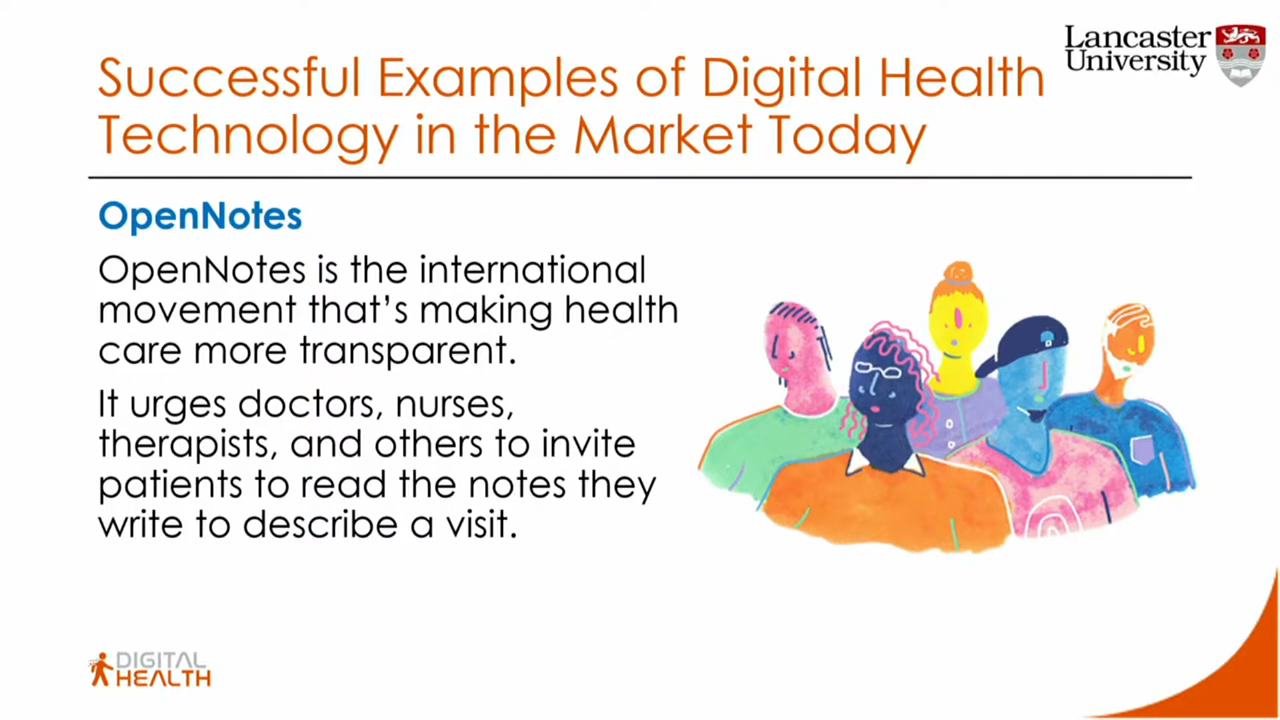 Lancaster
University
Successful Examples of Digital Health
Technology in the Market Today
OpenNotes
OpenNotes is the international
movement that's making health
care more transparent.
It urges doctors, nurses,
therapists, and others to invite
patients to read the notes they
write to describe a visit.
DIGITAL
HEALTH